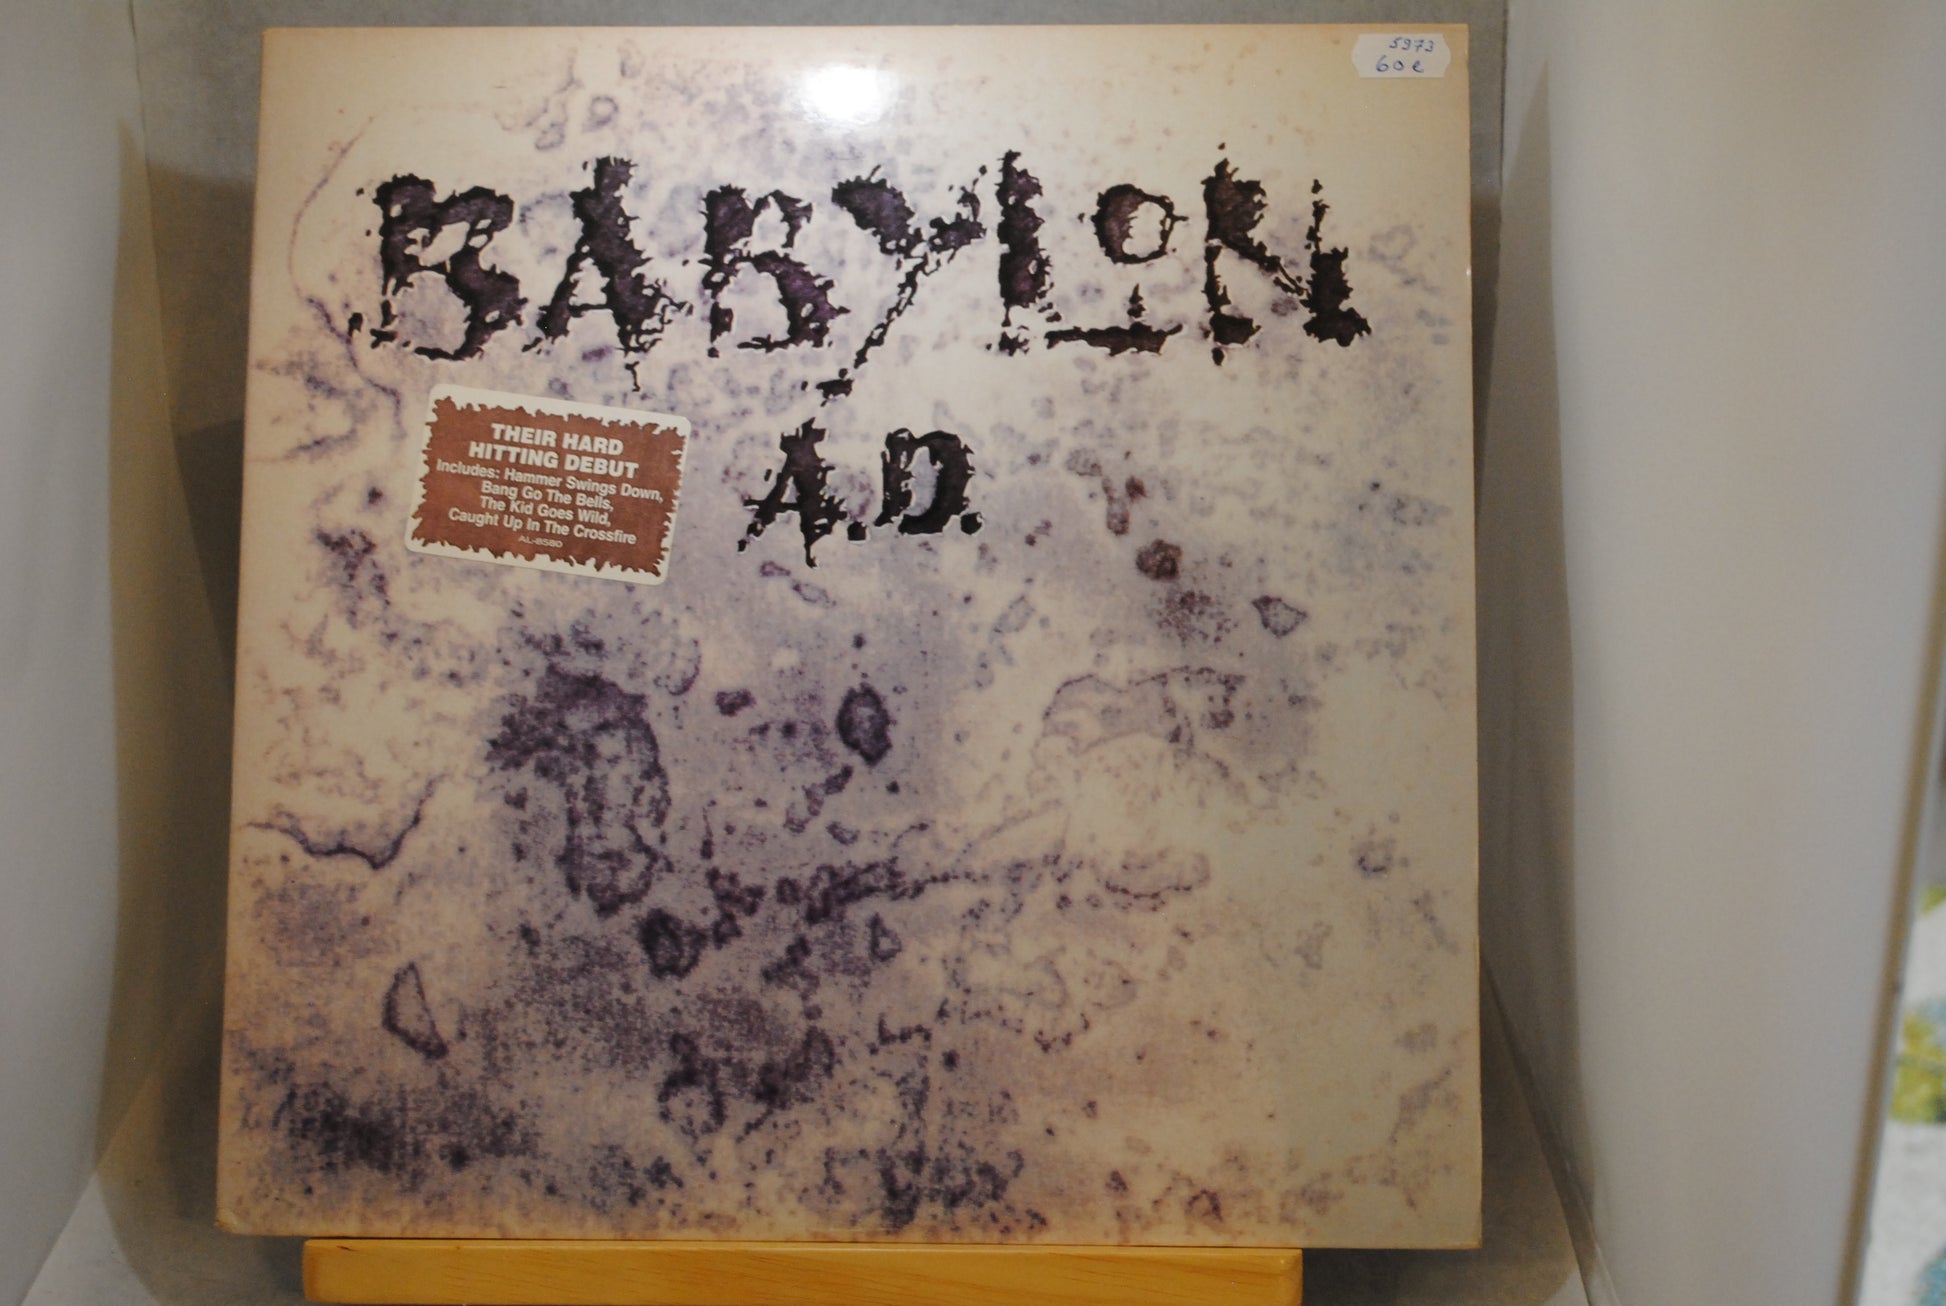 5973
60 €
BABYLON
A.D.
THEIR HARD
HITTING DEBUT
Includes: Hammer Swings Down,
Bang Go The Bells,
The Kid Goes Wild,
Caught Up In The Crossfire
AL-8580